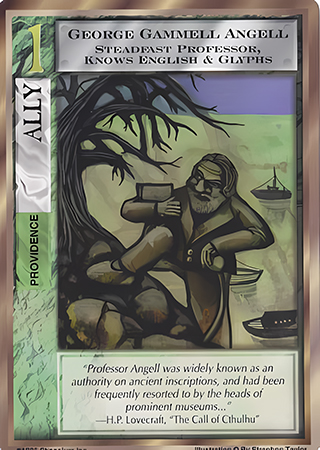 GEORGE GAMMELL ANGELL
STEADFAST PROFESSOR,
KNOWS ENGLISH & GLYPHS
1
ALLY
PROVIDENCE
"Professor Angell was widely known as an
authority on ancient inscriptions, and had been
frequently resorted to by the heads of
prominent museums..."
—H.P. Lovecraft, "The Call of Cthulhu"
Illustration ©